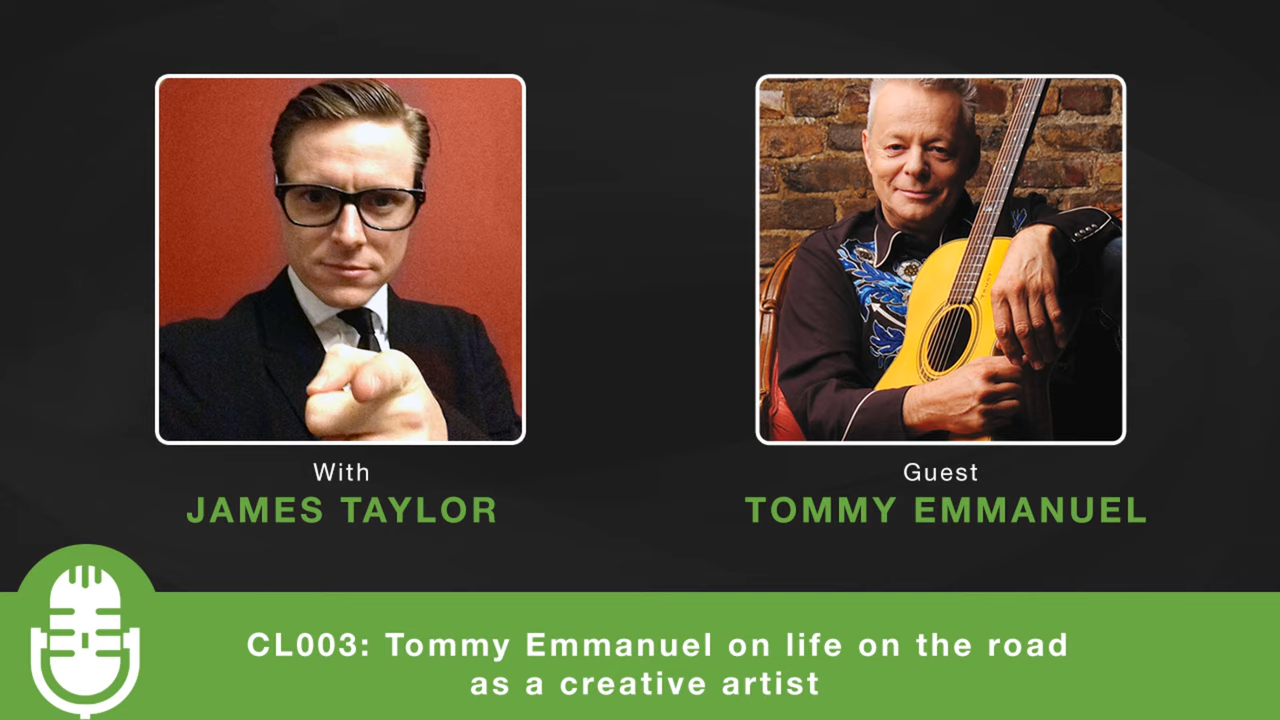 With
JAMES TAYLOR
Guest
TOMMY EMMANUEL
CL003: Tommy Emmanuel on life on the road
as a creative artist